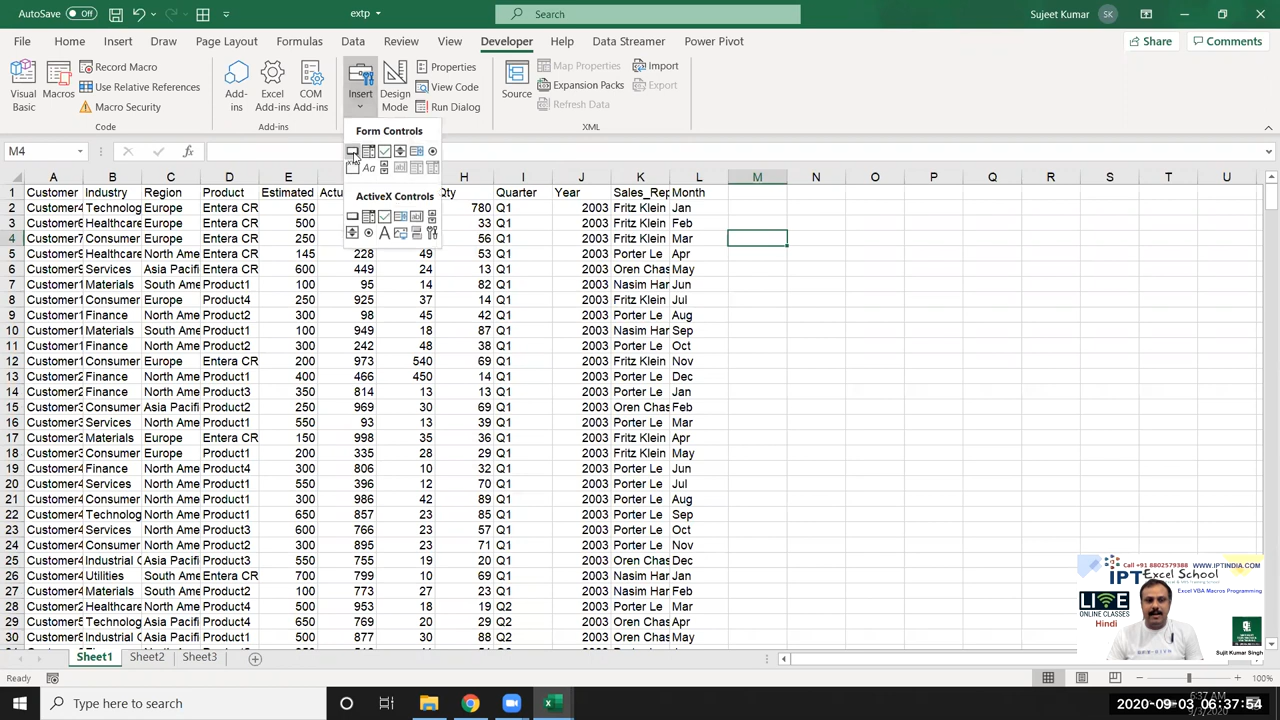 AutoSave Off extp Search Sujeet Kumar SK
File Home Insert Draw Page Layout Formulas Data Review View Developer Help Data Streamer Power Pivot Share Comments
Visual Basic Macros Record Macro Use Relative References Macro Security Code
Add-ins Excel Add-ins COM Add-ins Add-ins
Insert Design Mode Properties View Code Run Dialog
Source Map Properties Expansion Packs Refresh Data Import Export XML
Form Controls
Aa
ActiveX Controls
A
M4 fx
A B C D E H I J K L M N O P Q R S T U
1 Customer Industry Region Product Estimated Actu Qty Quarter Year Sales_Rep Month
2 Customer4 Technolog Europe Entera CR 650 780 Q1 2003 Fritz Klein Jan
3 Customer6 Healthcare Europe Entera CR 500 33 Q1 2003 Fritz Klein Feb
4 Customer7 Consumer Europe Entera CR 250 56 Q1 2003 Fritz Klein Mar
5 Customer9 Healthcare North Ame Entera CR 145 228 49 53 Q1 2003 Porter Le Apr
6 Customer9 Services Asia Pacifi Entera CR 600 449 24 13 Q1 2003 Oren Chas May
7 Customer1 Materials South Ame Product1 100 95 14 82 Q1 2003 Nasim Har Jun
8 Customer1 Consumer Europe Product4 250 925 37 14 Q1 2003 Fritz Klein Jul
9 Customer1 Finance North Ame Product2 300 98 45 42 Q1 2003 Porter Le Aug
10 Customer1 Materials South Ame Product1 100 949 18 87 Q1 2003 Nasim Har Sep
11 Customer1 Finance North Ame Product2 300 242 48 38 Q1 2003 Porter Le Oct
12 Customer1 Consumer Europe Entera CR 200 973 540 69 Q1 2003 Fritz Klein Nov
13 Customer2 Finance North Ame Product1 400 466 450 14 Q1 2003 Porter Le Dec
14 Customer2 Finance North Ame Product3 350 814 13 13 Q1 2003 Porter Le Jan
15 Customer3 Consumer Asia Pacifi Product2 250 969 30 69 Q1 2003 Oren Chas Feb
16 Customer3 Services North Ame Product1 550 93 13 39 Q1 2003 Porter Le Mar
17 Customer3 Materials Europe Entera CR 150 998 35 36 Q1 2003 Fritz Klein Apr
18 Customer3 Consumer Europe Product1 200 335 28 29 Q1 2003 Fritz Klein May
19 Customer4 Finance North Ame Product4 300 806 10 32 Q1 2003 Porter Le Jun
20 Customer4 Services North Ame Product1 550 396 12 70 Q1 2003 Porter Le Jul
21 Customer4 Consumer North Ame Product1 300 986 42 89 Q1 2003 Porter Le Aug
22 Customer4 Technolog North Ame Product1 650 857 23 85 Q1 2003 Porter Le Sep
23 Customer4 Services North Ame Product3 600 766 23 57 Q1 2003 Porter Le Oct
24 Customer4 Consumer North Ame Product2 300 895 23 71 Q1 2003 Porter Le Nov
25 Customer4 Industrial G Asia Pacifi Product3 550 755 19 20 Q1 2003 Oren Chas Dec
26 Customer4 Utilities South Ame Entera CR 700 799 10 69 Q1 2003 Nasim Har Jan
27 Customer4 Materials South Ame Product1 100 773 27 23 Q1 2003 Nasim Har Feb
28 Customer2 Healthcare North Ame Product4 500 953 18 19 Q2 2003 Porter Le Mar
29 Customer5 Technolog Asia Pacifi Product4 650 769 20 29 Q2 2003 Oren Chas Apr
30 Customer8 Industrial G Asia Pacifi Product1 500 877 30 88 Q2 2003 Oren Chas May
Call +91 8802579388 www.IPTINDIA.com
IPT Excel School
Excel VBA Macros Programming
LIVE
ONLINE CLASSES
Hindi
Sujit Kumar Singh
Sheet1 Sheet2 Sheet3
Ready 100%
Type here to search
6:37 AM
9/3/2020
2020-09-03 06:37:54